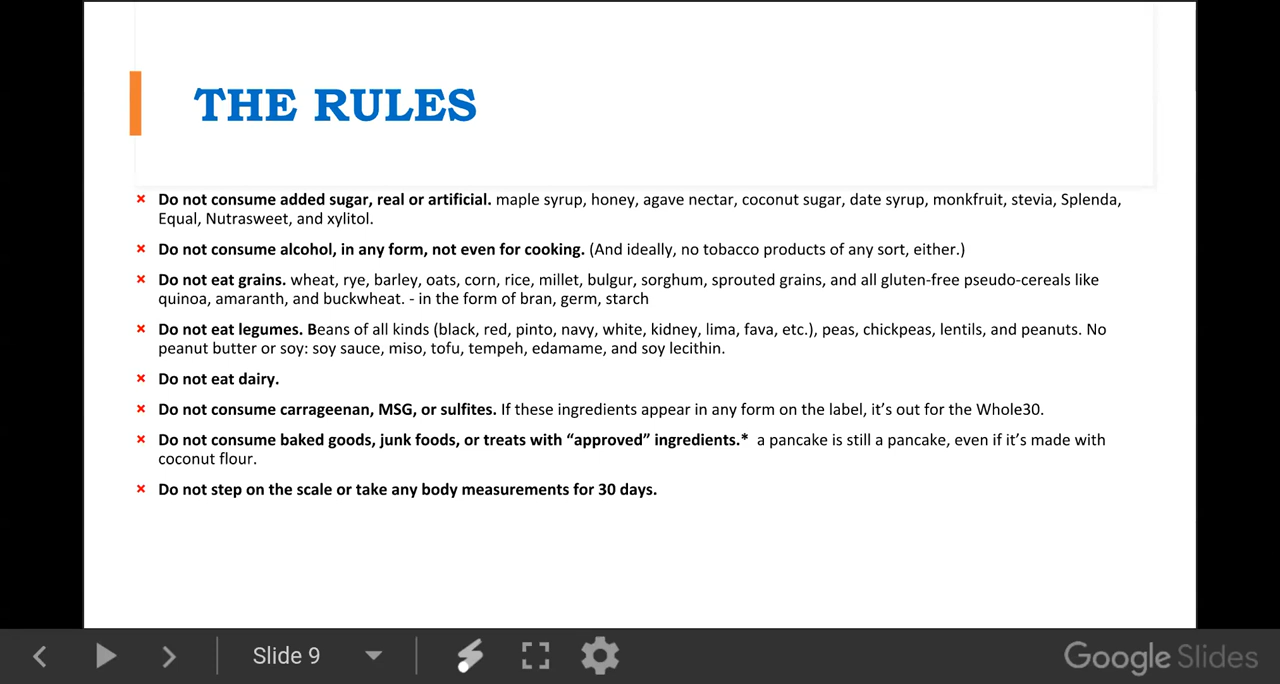 THE RULES
× Do not consume added sugar, real or artificial. maple syrup, honey, agave nectar, coconut sugar, date syrup, monkfruit, stevia, Splenda,
Equal, Nutrasweet, and xylitol.
× Do not consume alcohol, in any form, not even for cooking. (And ideally, no tobacco products of any sort, either.)
× Do not eat grains. wheat, rye, barley, oats, corn, rice, millet, bulgur, sorghum, sprouted grains, and all gluten-free pseudo-cereals like
quinoa, amaranth, and buckwheat. - in the form of bran, germ, starch
× Do not eat legumes. Beans of all kinds (black, red, pinto, navy, white, kidney, lima, fava, etc.), peas, chickpeas, lentils, and peanuts. No
peanut butter or soy: soy sauce, miso, tofu, tempeh, edamame, and soy lecithin.
× Do not eat dairy.
× Do not consume carrageenan, MSG, or sulfites. If these ingredients appear in any form on the label, it’s out for the Whole30.
× Do not consume baked goods, junk foods, or treats with “approved” ingredients.* a pancake is still a pancake, even if it’s made with
coconut flour.
× Do not step on the scale or take any body measurements for 30 days.
Slide 9
Google Slides